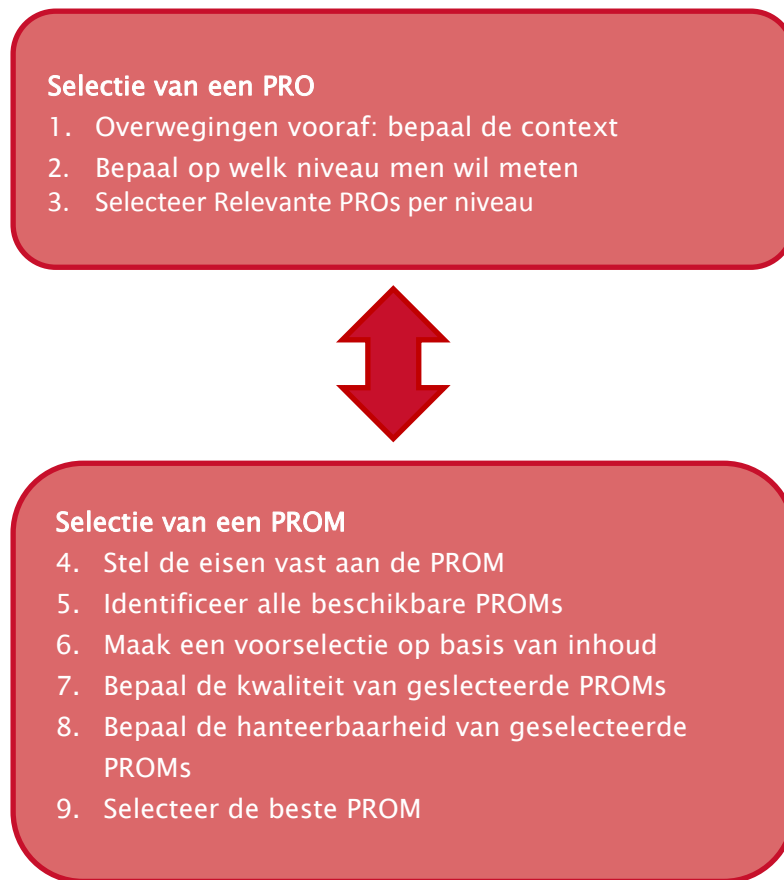 Selectie van een PRO
1. Overwegingen vooraf: bepaal de context
2. Bepaal op welk niveau men wil meten
3. Selecteer Relevante PROs per niveau
Selectie van een PROM
4. Stel de eisen vast aan de PROM
5. Identificeer alle beschikbare PROMs
6. Maak een voorselectie op basis van inhoud
7. Bepaal de kwaliteit van geslecteerde PROMs
8. Bepaal de hanteerbaarheid van geselecteerde
PROMs
9. Selecteer de beste PROM